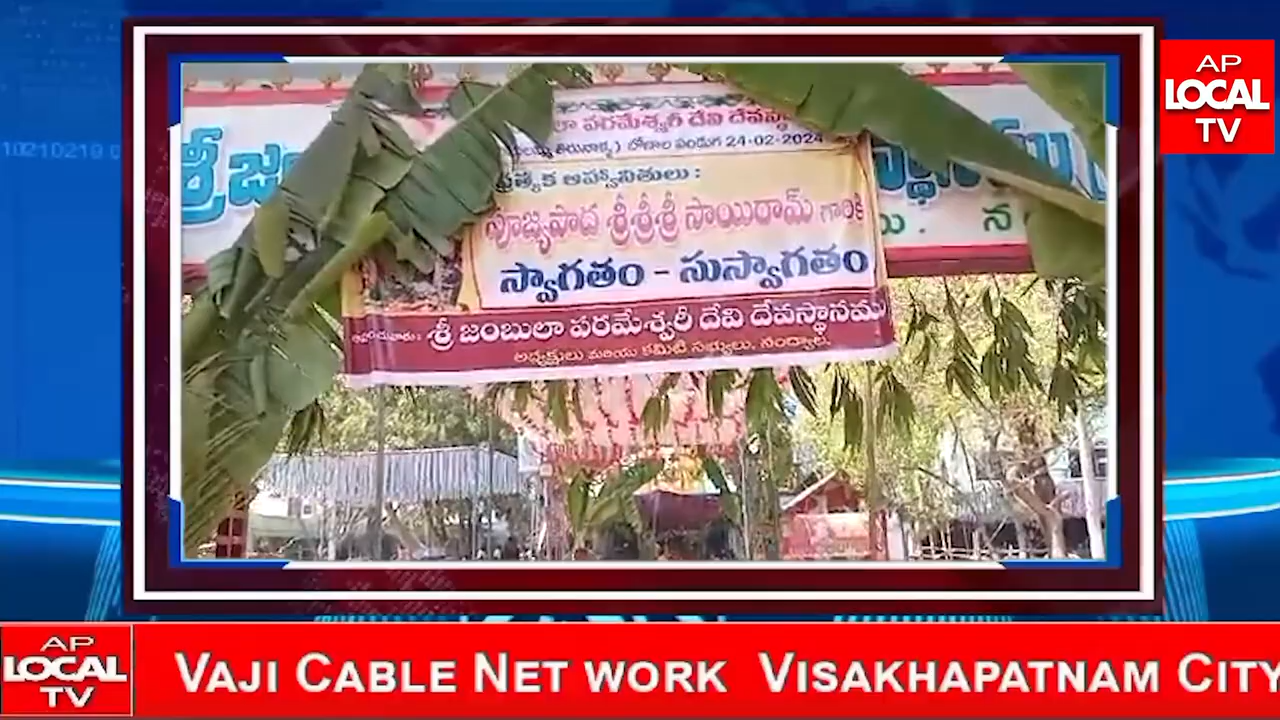 AP
LOCAL
TV
పరమేశ్వరీ దేవి
బోనాల పండుగ 24-02-2024
ప్రత్యేక ఆహ్వానితులు :
పూజ్యపాద శ్రీశ్రీశ్రీ సాయిరామ్ గారికి
స్వాగతం - సుస్వాగతం
శ్రీ జంబులా పరమేశ్వరీ దేవి దేవస్థానము
అధ్యక్షులు మరియు కమిటి సభ్యులు, నంద్యాల.
AP
LOCAL
TV
VAJI CABLE NET WORK VISAKHAPATNAM CITY